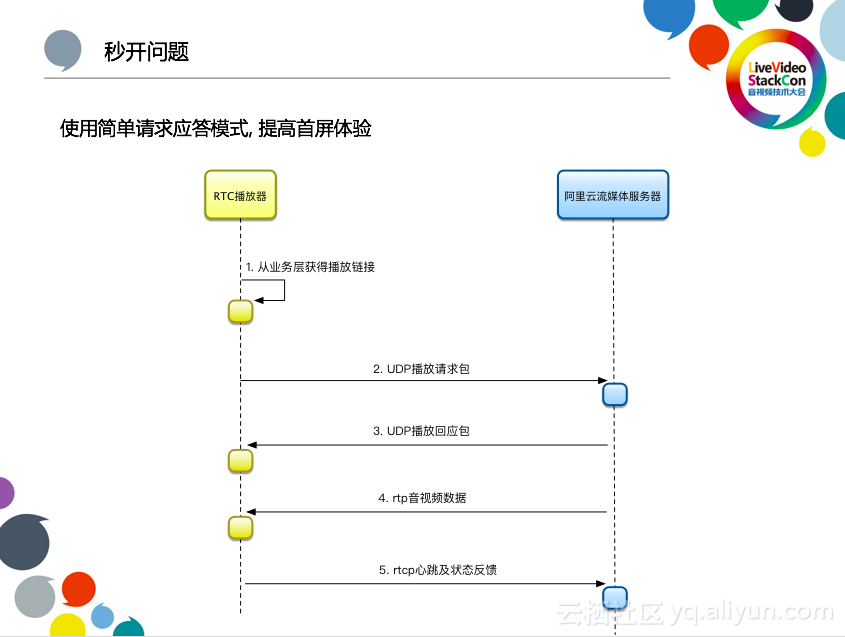 秒开问题
LiveVideo
StackCon
音视频技术大会
使用简单请求应答模式, 提高首屏体验
RTC播放器
阿里云流媒体服务器
1. 从业务层获得播放链接
2. UDP播放请求包
3. UDP播放回应包
4. rtp音视频数据
5. rtcp心跳及状态反馈
云栖社区 yq.aliyun.com